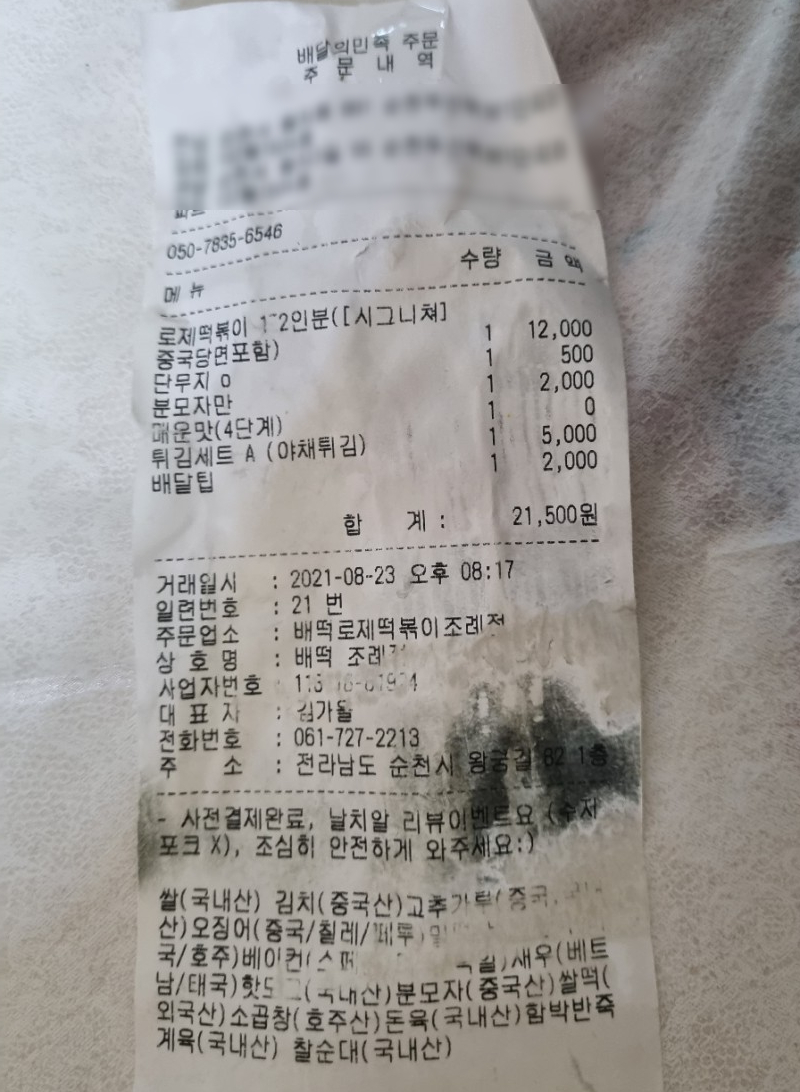 배달의민족 주문
주 문 내 역
050-7835-6546
수량 금액
메뉴
로제떡볶이 1~2인분([시그니쳐] 1 12,000
중국당면포함) 1 500
단무지 o 1 2,000
분모자만 1 0
매운맛(4단계) 1 5,000
튀김세트 A (야채튀김) 1 2,000
배달팁
합 계 : 21,500원
거래일시 : 2021-08-23 오후 08:17
일련번호 : 21 번
주문업소 : 배떡로제떡볶이조례점
상 호 명 : 배떡
사업자번호
대 표 자 : 김가을
전화번호 : 061-727-2213
주 소 : 전라남도 순천시 왕궁길 62 1층
- 사전결제완료, 날치알 리뷰이벤트요 (수저
포크 X), 조심히 안전하게 와주세요:)
쌀(국내산) 김치(중국산)고추가루(중국,
산)오징어(중국/칠레/페루)
국/호주)베이컨( 새우(베트
남/태국) 분모자(중국산)쌀떡(
외국산)소곱창(호주산)돈육(국내산)함박반죽
계육(국내산) 찰순대(국내산)